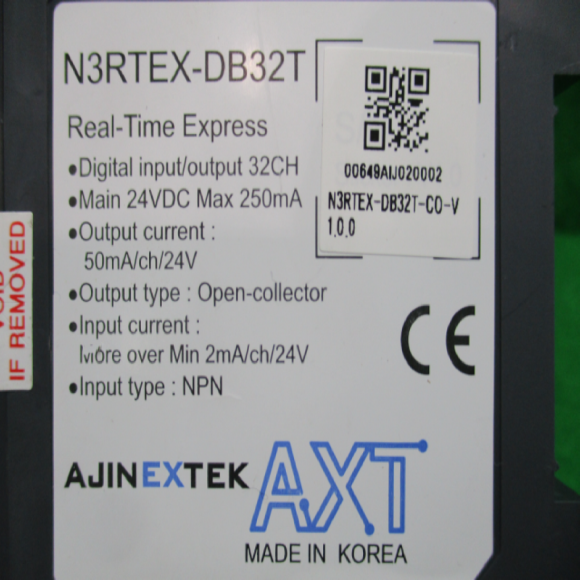 N3RTEX-DB32T
Real-Time Express
•Digital input/output 32CH
•Main 24VDC Max 250mA
•Output current :
50mA/ch/24V
•Output type : Open-collector
•Input current :
More over Min 2mA/ch/24V
•Input type : NPN
00649AIJ020002
N3RTEX-DB32T-CO-V
1.0.0
CE
AJINEXTEK
AXT
MADE IN KOREA
VOID
IF REMOVED